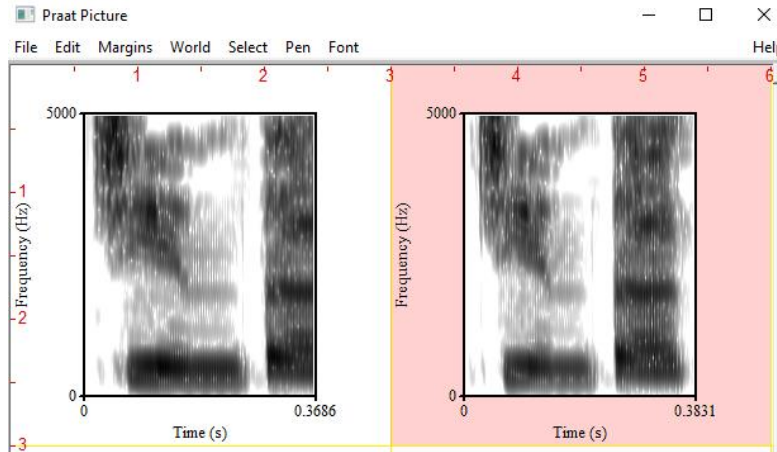 Praat Picture
File Edit Margins World Select Pen Font Hel
1 2 3 4 5 6
1
2
3
5000
Frequency (Hz)
0
0 0.3686
Time (s)
5000
Frequency (Hz)
0
0 0.3831
Time (s)